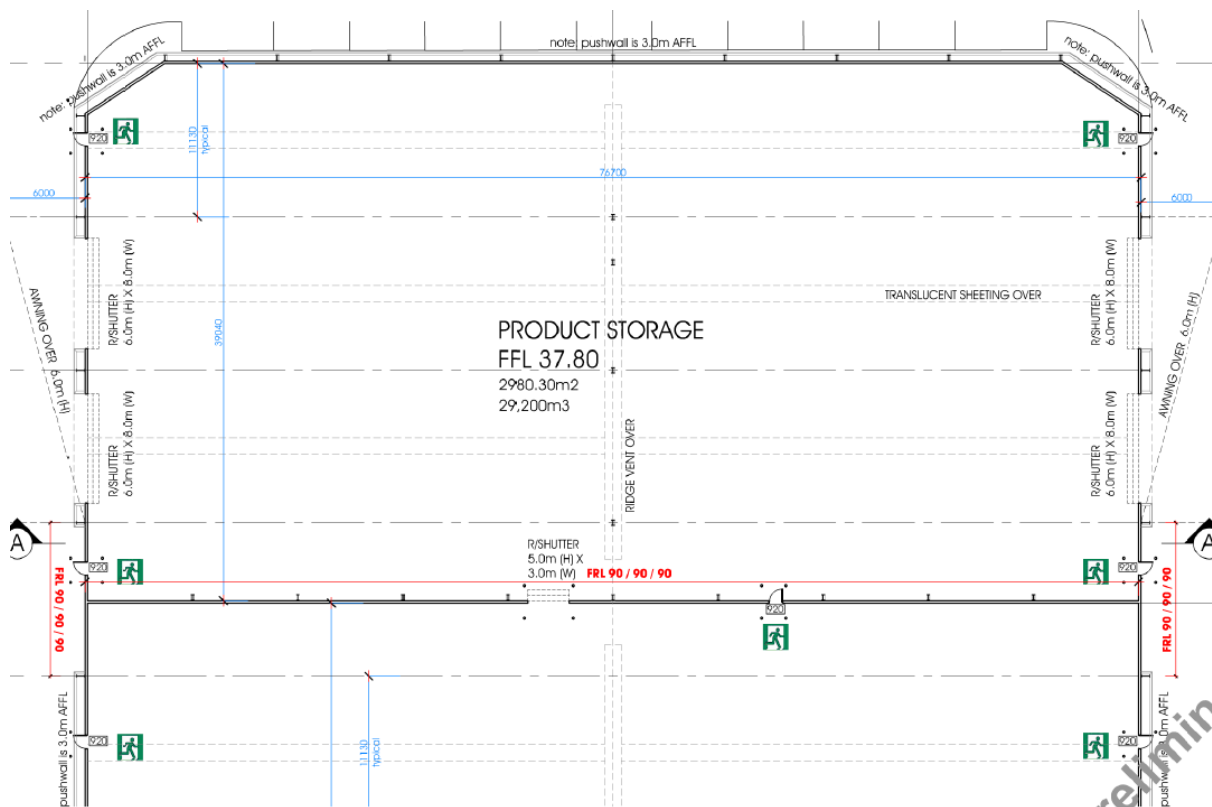 note: pushwall is 3.0m AFFL
note: pushwall is 3.0m AFFL
note: pushwall is 3.0m AFFL
920
920
11130
typical
76700
6000
6000
R/SHUTTER
6.0m (H) X 8.0m (W)
R/SHUTTER
6.0m (H) X 8.0m (W)
TRANSLUCENT SHEETING OVER
AWNING OVER 6.0m (H)
AWNING OVER 6.0m (H)
39040
PRODUCT STORAGE
FFL 37.80
2980.30m2
29,200m3
RIDGE VENT OVER
R/SHUTTER
6.0m (H) X 8.0m (W)
R/SHUTTER
6.0m (H) X 8.0m (W)
A
A
R/SHUTTER
5.0m (H) X
3.0m (W) FRL 90 / 90 / 90
920
920
FRL 90 / 90 / 90
FRL 90 / 90 / 90
920
920
920
11130
typical
pushwall is 3.0m AFFL
pushwall is 3.0m AFFL